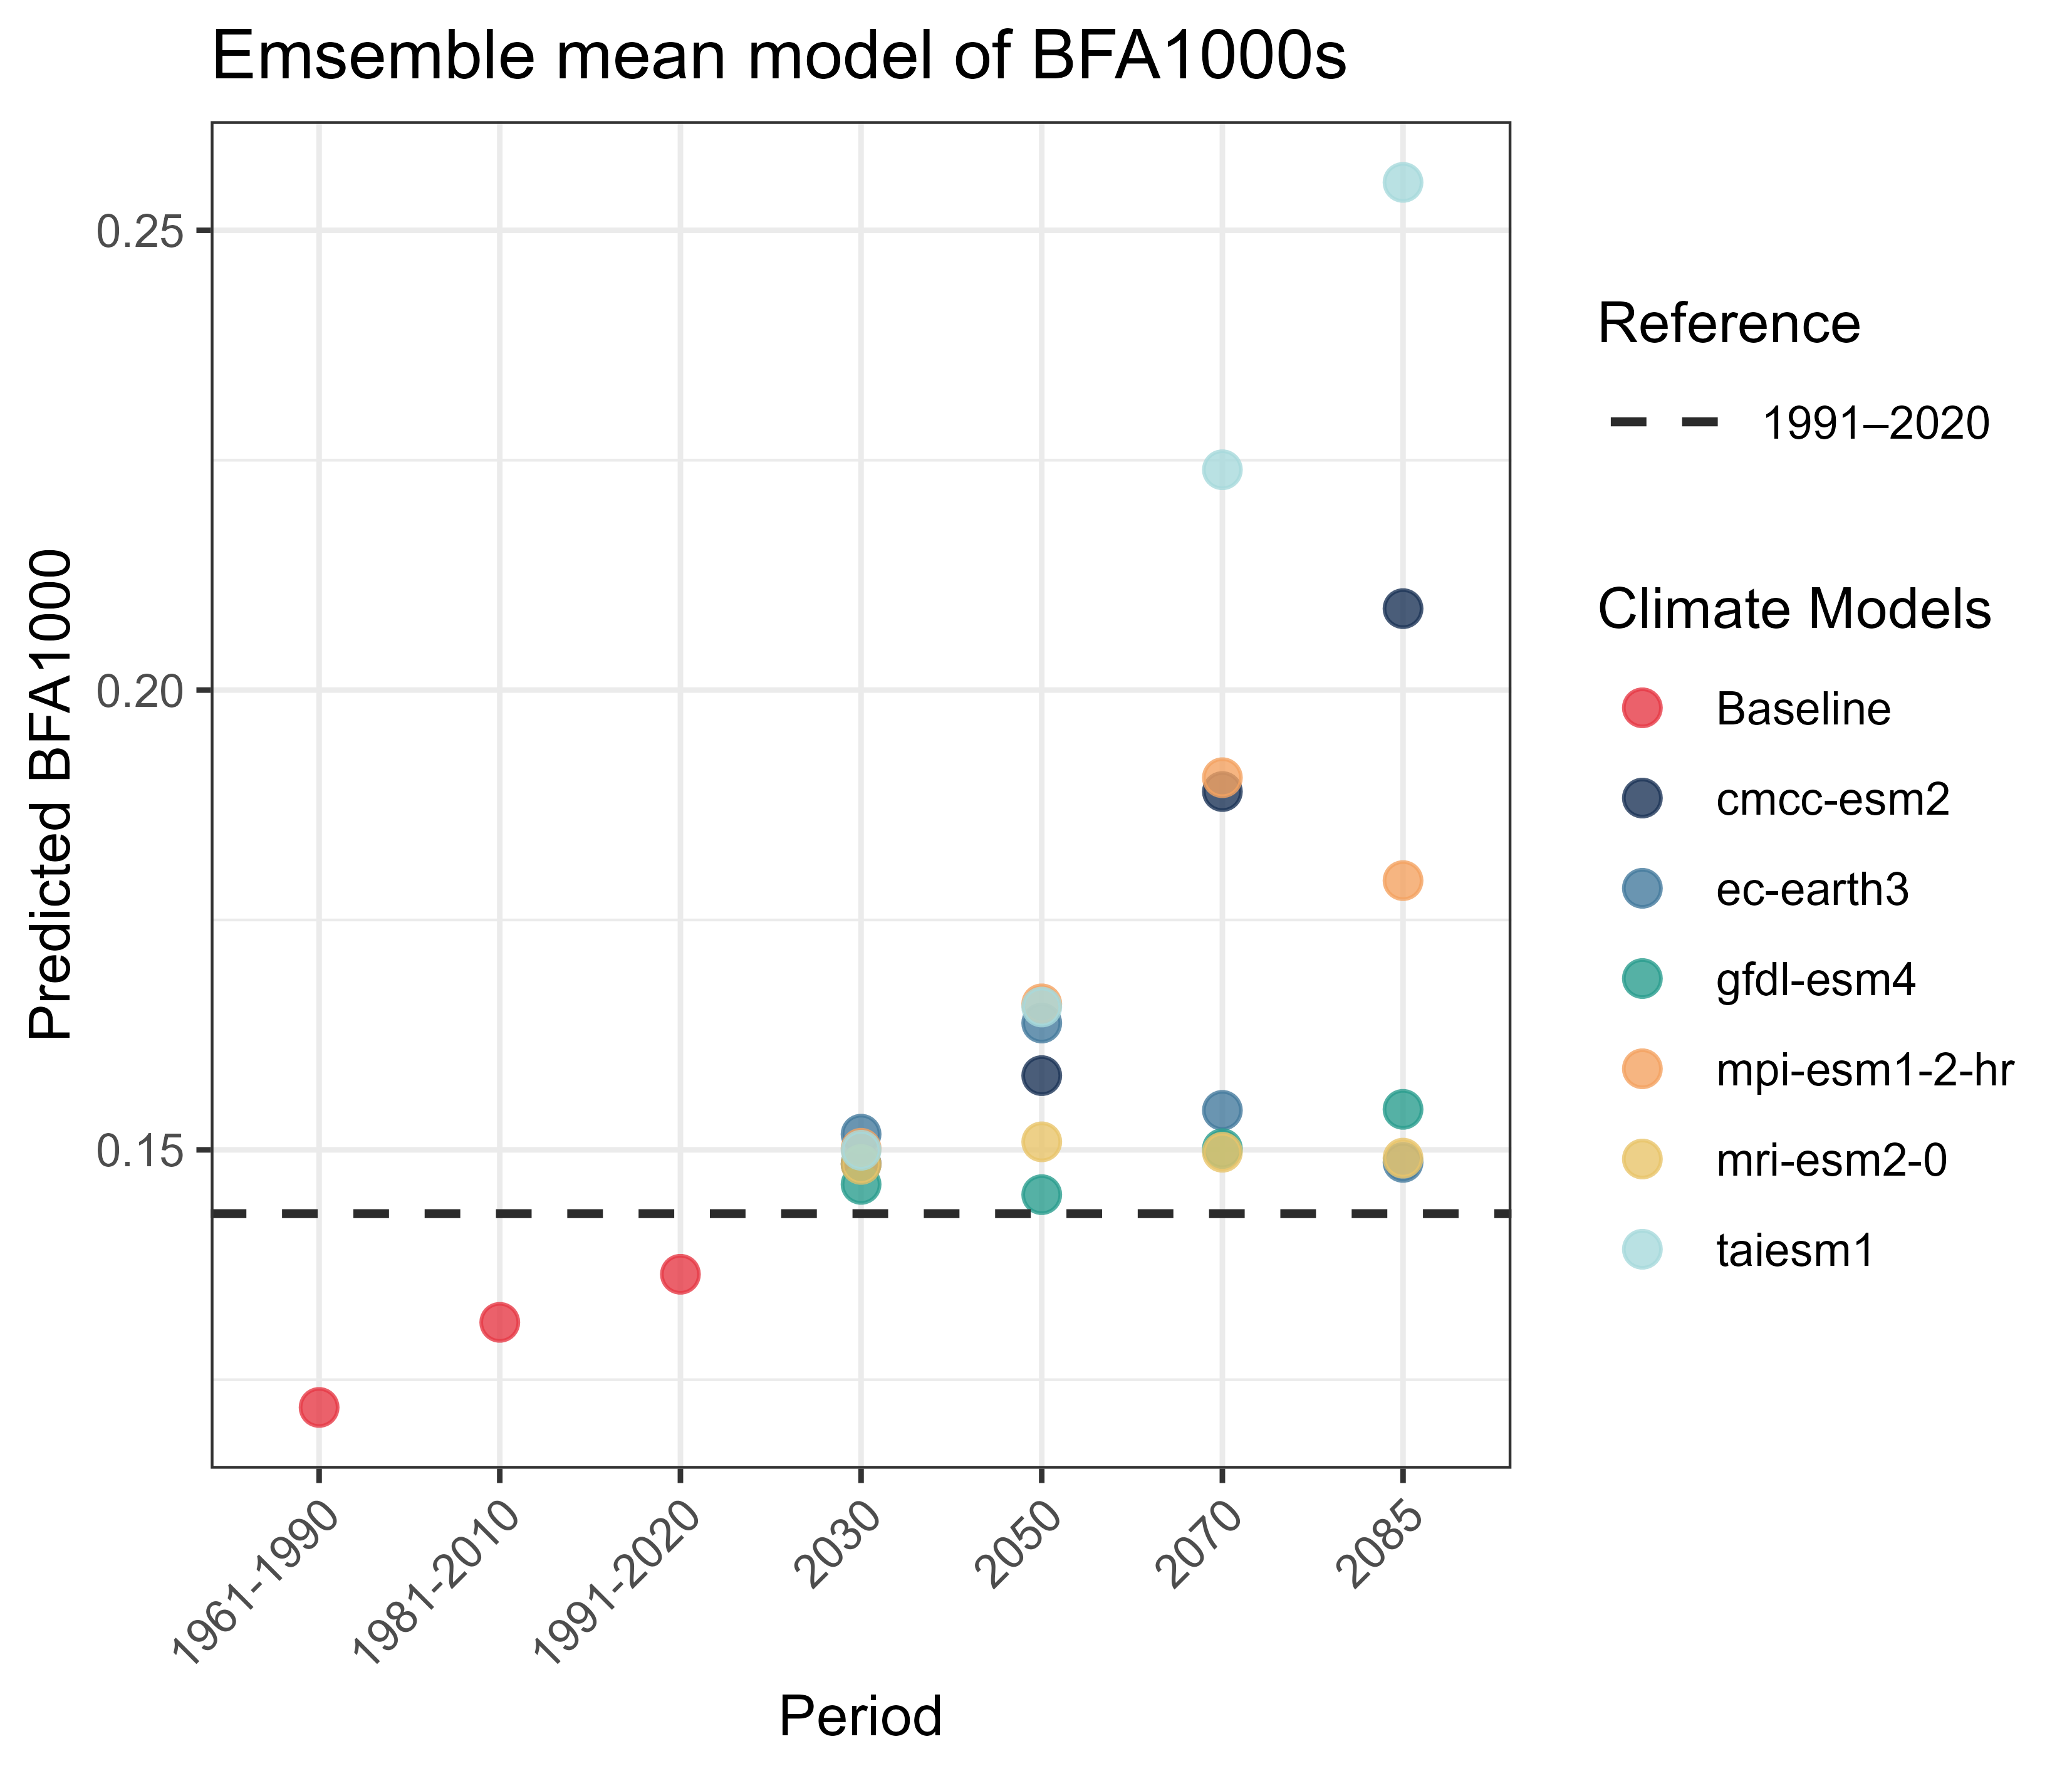 Emsemble mean model of BFA1000s
Predicted BFA1000
0.25
0.20
0.15
1961-1990
1981-2010
1991-2020
2030
2050
2070
2085
Period
Reference
1991–2020
Climate Models
Baseline
cmcc-esm2
ec-earth3
gfdl-esm4
mpi-esm1-2-hr
mri-esm2-0
taiesm1